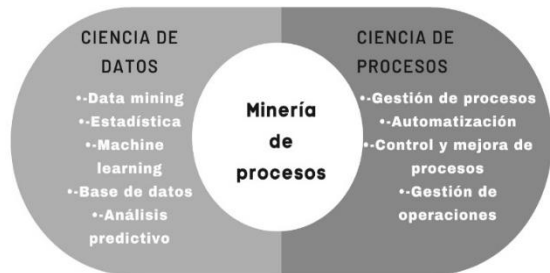 CIENCIA DE
DATOS
•-Data mining
•-Estadística
•-Machine
learning
•-Base de datos
•-Análisis
predictivo
Minería
de
procesos
CIENCIA DE
PROCESOS
•-Gestión de procesos
•-Automatización
•-Control y mejora de
procesos
•-Gestión de
operaciones